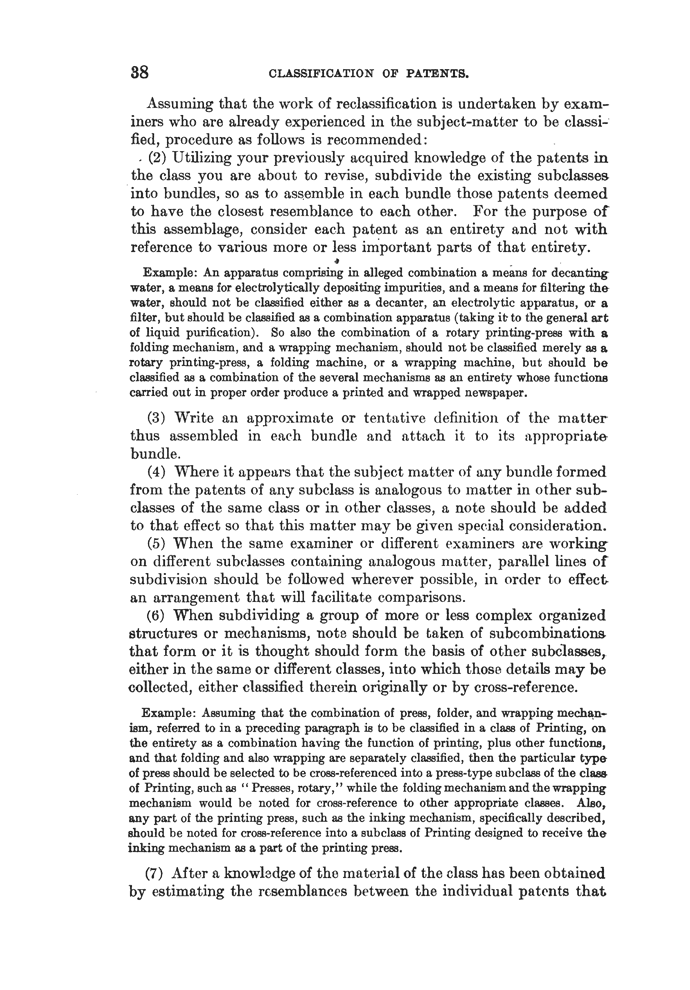 38 CLASSIFICATION OF PATENTS.
Assuming that the work of reclassification is undertaken by exam-
iners who are already experienced in the subject-matter to be classi-
fied, procedure as follows is recommended:
(2) Utilizing your previously acquired knowledge of the patents in
the class you are about to revise, subdivide the existing subclasses
into bundles, so as to assemble in each bundle those patents deemed
to have the closest resemblance to each other. For the purpose of
this assemblage, consider each patent as an entirety and not with
reference to various more or less important parts of that entirety.
Example: An apparatus comprising in alleged combination a means for decanting
water, a means for electrolytically depositing impurities, and a means for filtering the
water, should not be classified either as a decanter, an electrolytic apparatus, or a
filter, but should be classified as a combination apparatus (taking it to the general art
of liquid purification). So also the combination of a rotary printing-press with a
folding mechanism, and a wrapping mechanism, should not be classified merely as a
rotary printing-press, a folding machine, or a wrapping machine, but should be
classified as a combination of the several mechanisms as an entirety whose functions
carried out in proper order produce a printed and wrapped newspaper.
(3) Write an approximate or tentative definition of the matter
thus assembled in each bundle and attach it to its appropriate
bundle.
(4) Where it appears that the subject matter of any bundle formed
from the patents of any subclass is analogous to matter in other sub-
classes of the same class or in other classes, a note should be added
to that effect so that this matter may be given special consideration.
(5) When the same examiner or different examiners are working
on different subclasses containing analogous matter, parallel lines of
subdivision should be followed wherever possible, in order to effect
an arrangement that will facilitate comparisons.
(6) When subdividing a group of more or less complex organized
structures or mechanisms, note should be taken of subcombinations
that form or it is thought should form the basis of other subclasses,
either in the same or different classes, into which those details may be
collected, either classified therein originally or by cross-reference.
Example: Assuming that the combination of press, folder, and wrapping mechan-
ism, referred to in a preceding paragraph is to be classified in a class of Printing, on
the entirety as a combination having the function of printing, plus other functions,
and that folding and also wrapping are separately classified, then the particular type
of press should be selected to be cross-referenced into a press-type subclass of the class
of Printing, such as "Presses, rotary," while the folding mechanism and the wrapping
mechanism would be noted for cross-reference to other appropriate classes. Also,
any part of the printing press, such as the inking mechanism, specifically described,
should be noted for cross-reference into a subclass of Printing designed to receive the
inking mechanism as a part of the printing press.
(7) After a knowledge of the material of the class has been obtained
by estimating the resemblances between the individual patents that